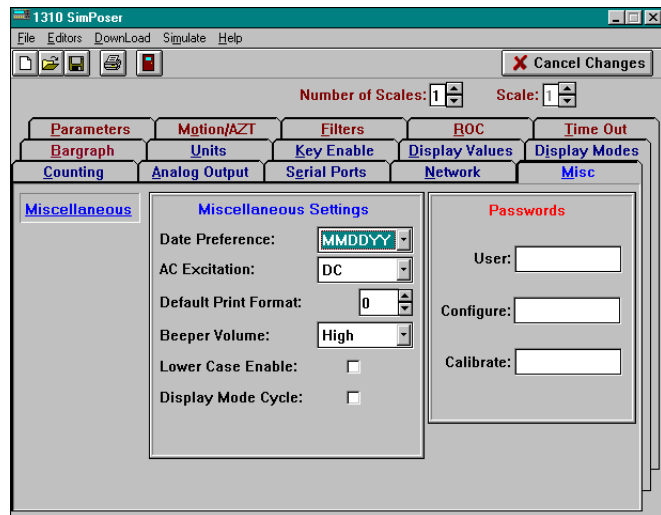 1310 SimPoser
File Editors DownLoad Simulate Help
Cancel Changes
Number of Scales: 1 Scale: 1
Parameters Motion/AZT Filters ROC Time Out
Bargraph Units Key Enable Display Values Display Modes
Counting Analog Output Serial Ports Network Misc
Miscellaneous
Miscellaneous Settings
Date Preference: MMDDYY
AC Excitation: DC
Default Print Format: 0
Beeper Volume: High
Lower Case Enable:
Display Mode Cycle:
Passwords
User:
Configure:
Calibrate: